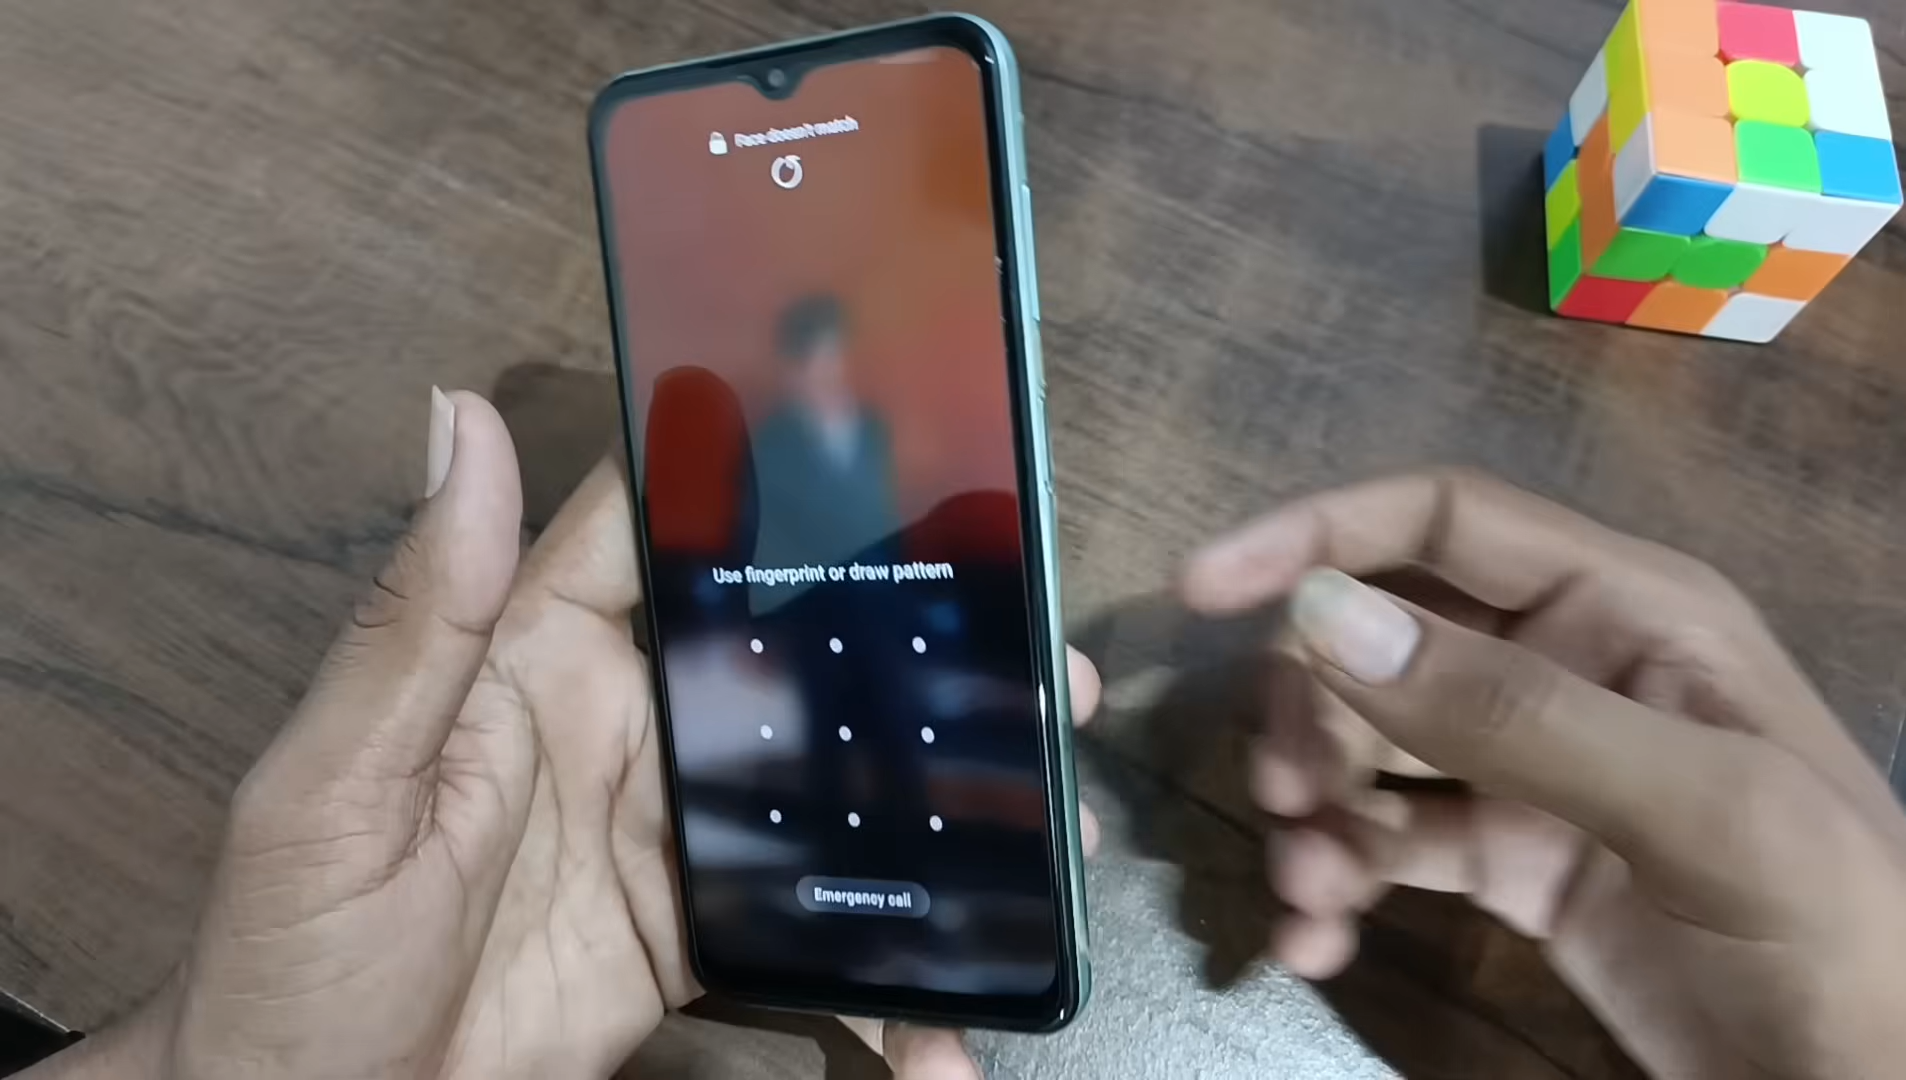 Face doesn't match
Use fingerprint or draw pattern
Emergency call